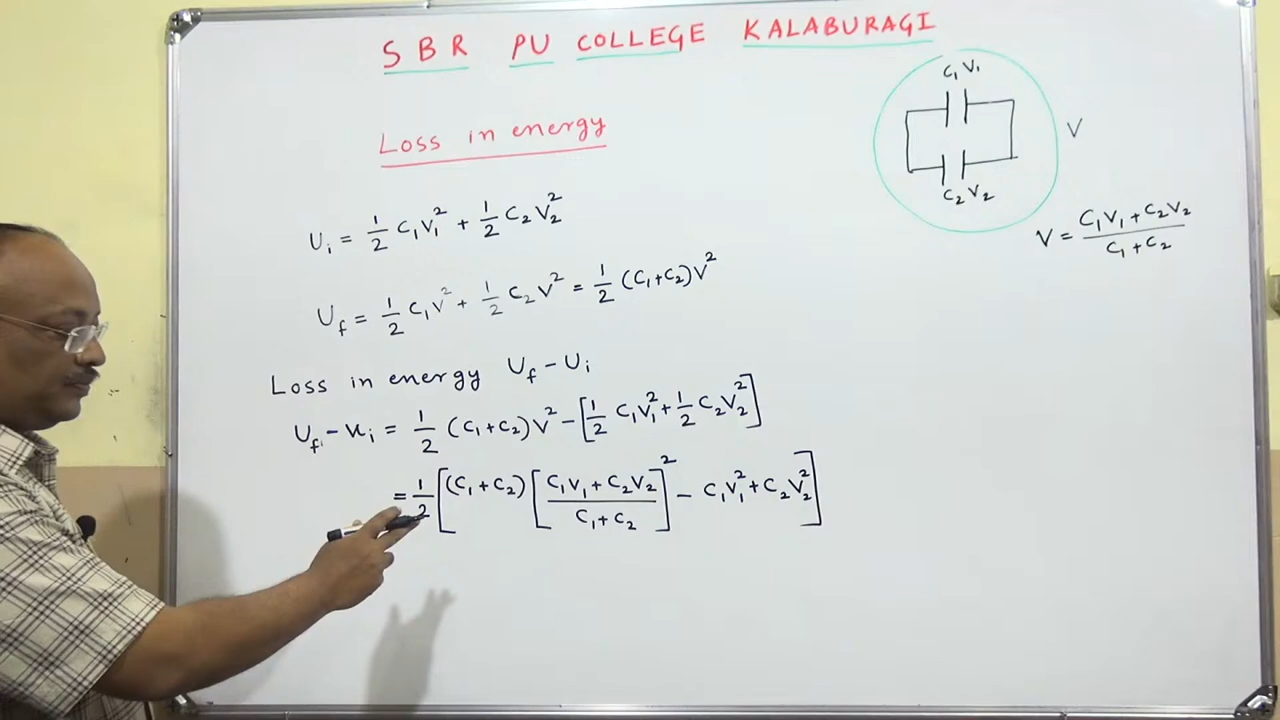 SBR PU COLLEGE KALABURAGI
Loss in energy
C₁ V₁
V
C₂ V₂
V = (C₁V₁ + C₂V₂) / (C₁ + C₂)
Uᵢ = 1/2 C₁V₁² + 1/2 C₂V₂²
U_f = 1/2 C₁V² + 1/2 C₂V² = 1/2 (C₁+C₂)V²
Loss in energy U_f − Uᵢ
U_f − uᵢ = 1/2 (C₁+C₂)V² − [1/2 C₁V₁² + 1/2 C₂V₂²]
= 1/2 [(C₁+C₂) [(C₁V₁ + C₂V₂) / (C₁+C₂)]² − C₁V₁² + C₂V₂²]